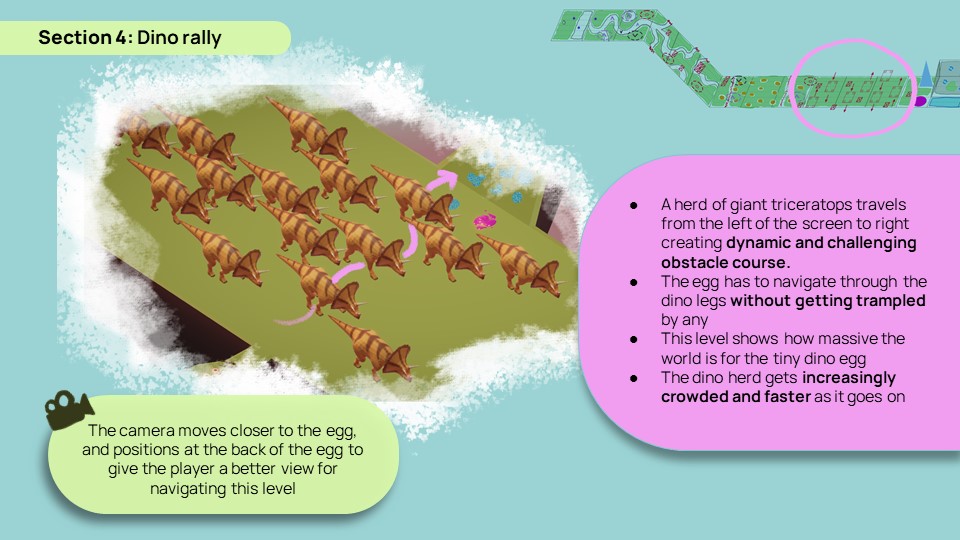 Section 4: Dino rally
● A herd of giant triceratops travels
from the left of the screen to right
creating dynamic and challenging
obstacle course.
● The egg has to navigate through the
dino legs without getting trampled
by any
● This level shows how massive the
world is for the tiny dino egg
● The dino herd gets increasingly
crowded and faster as it goes on
The camera moves closer to the egg,
and positions at the back of the egg to
give the player a better view for
navigating this level